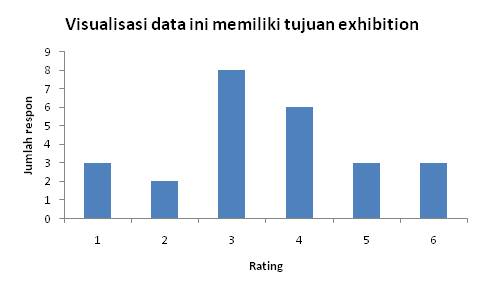 Visualisasi data ini memiliki tujuan exhibition
Jumlah respon
9
8
7
6
5
4
3
2
1
0
1 2 3 4 5 6
Rating